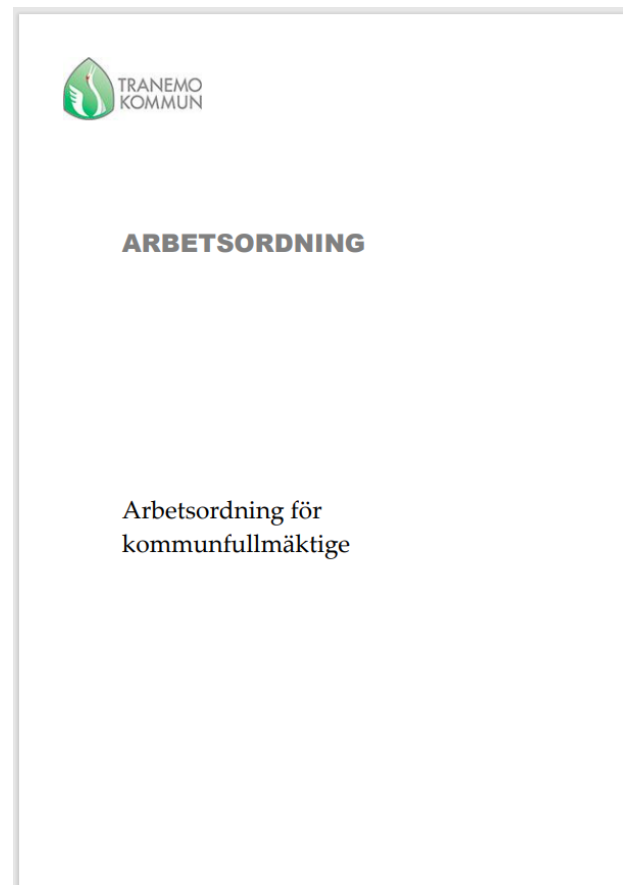 TRANEMO
KOMMUN
ARBETSORDNING
Arbetsordning för
kommunfullmäktige